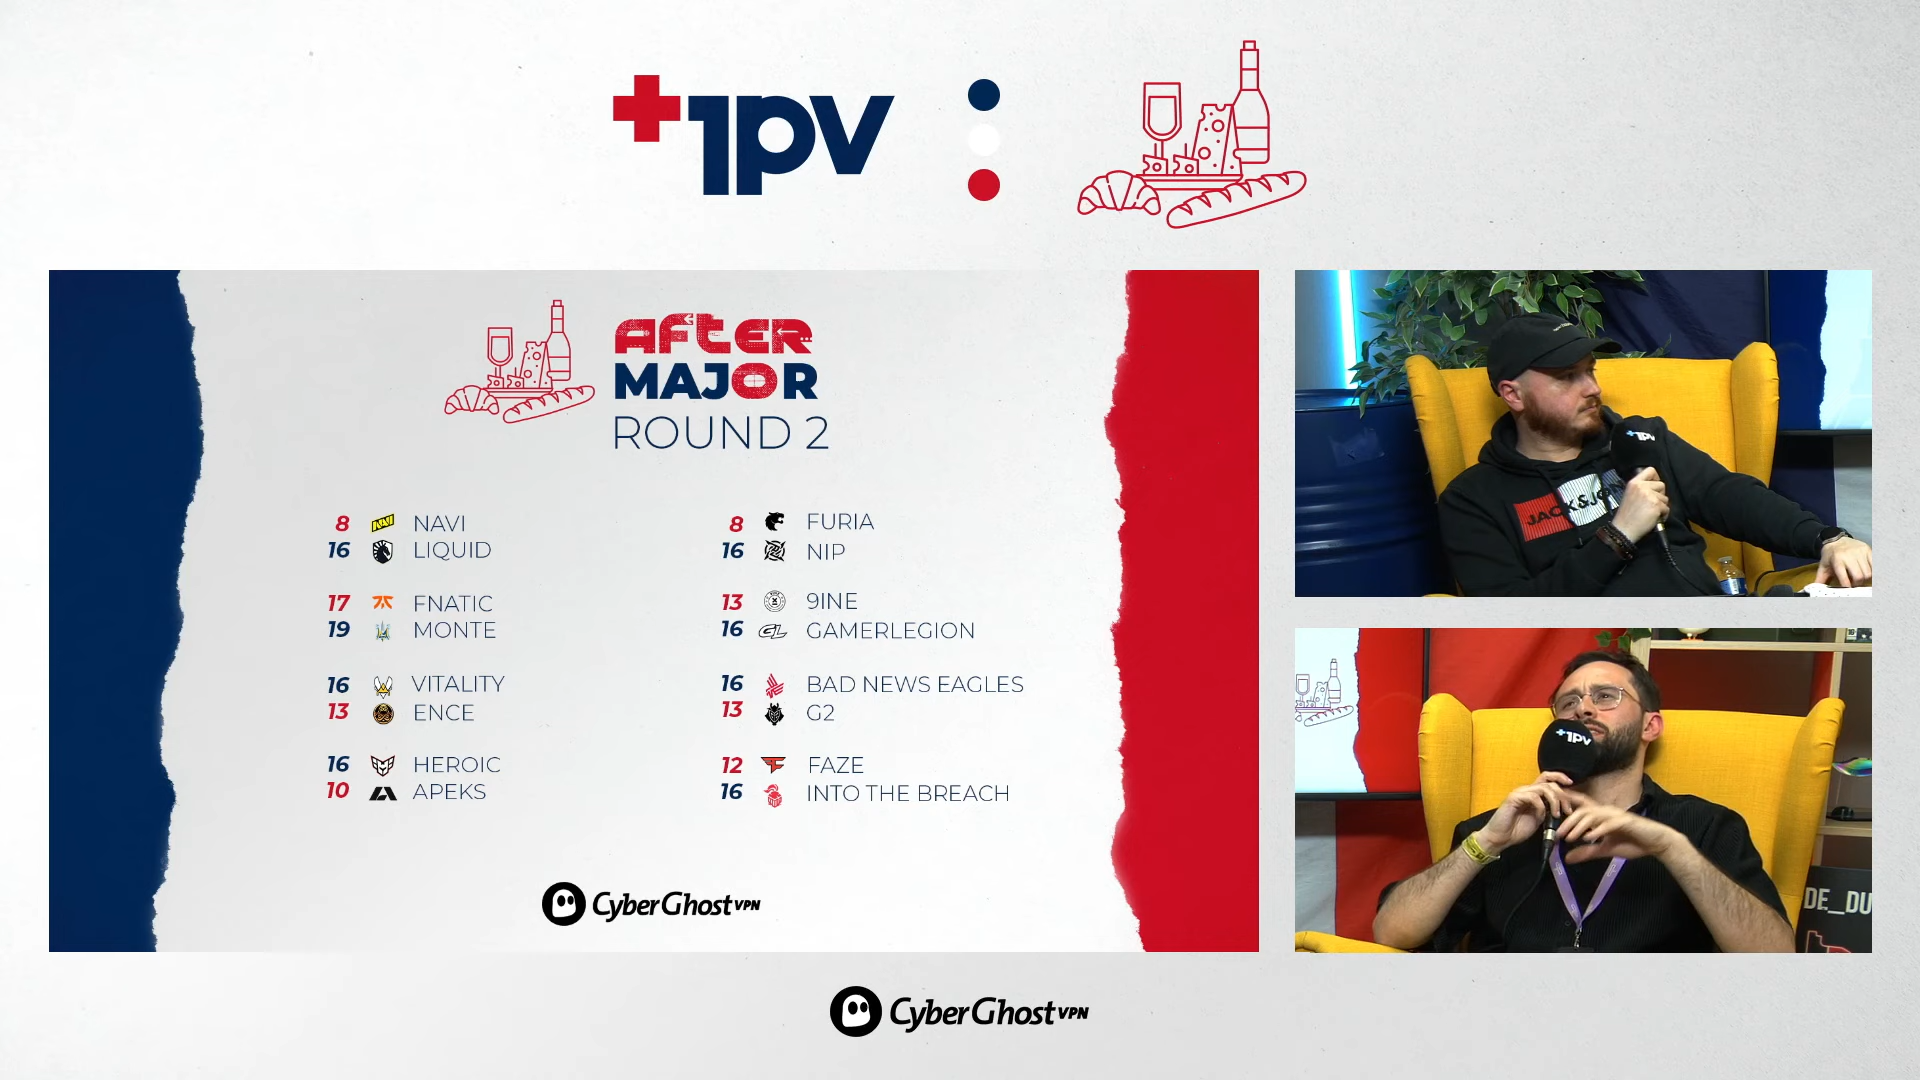 +1PV
AFTER
MAJOR
ROUND 2
8 NAVI
16 LIQUID
17 FNATIC
19 MONTE
16 VITALITY
13 ENCE
16 HEROIC
10 APEKS
8 FURIA
16 NIP
13 9INE
16 GAMERLEGION
16 BAD NEWS EAGLES
13 G2
12 FAZE
16 INTO THE BREACH
CyberGhost VPN
+1PV
JACK&JON
+1PV
DE_DU
CyberGhost VPN